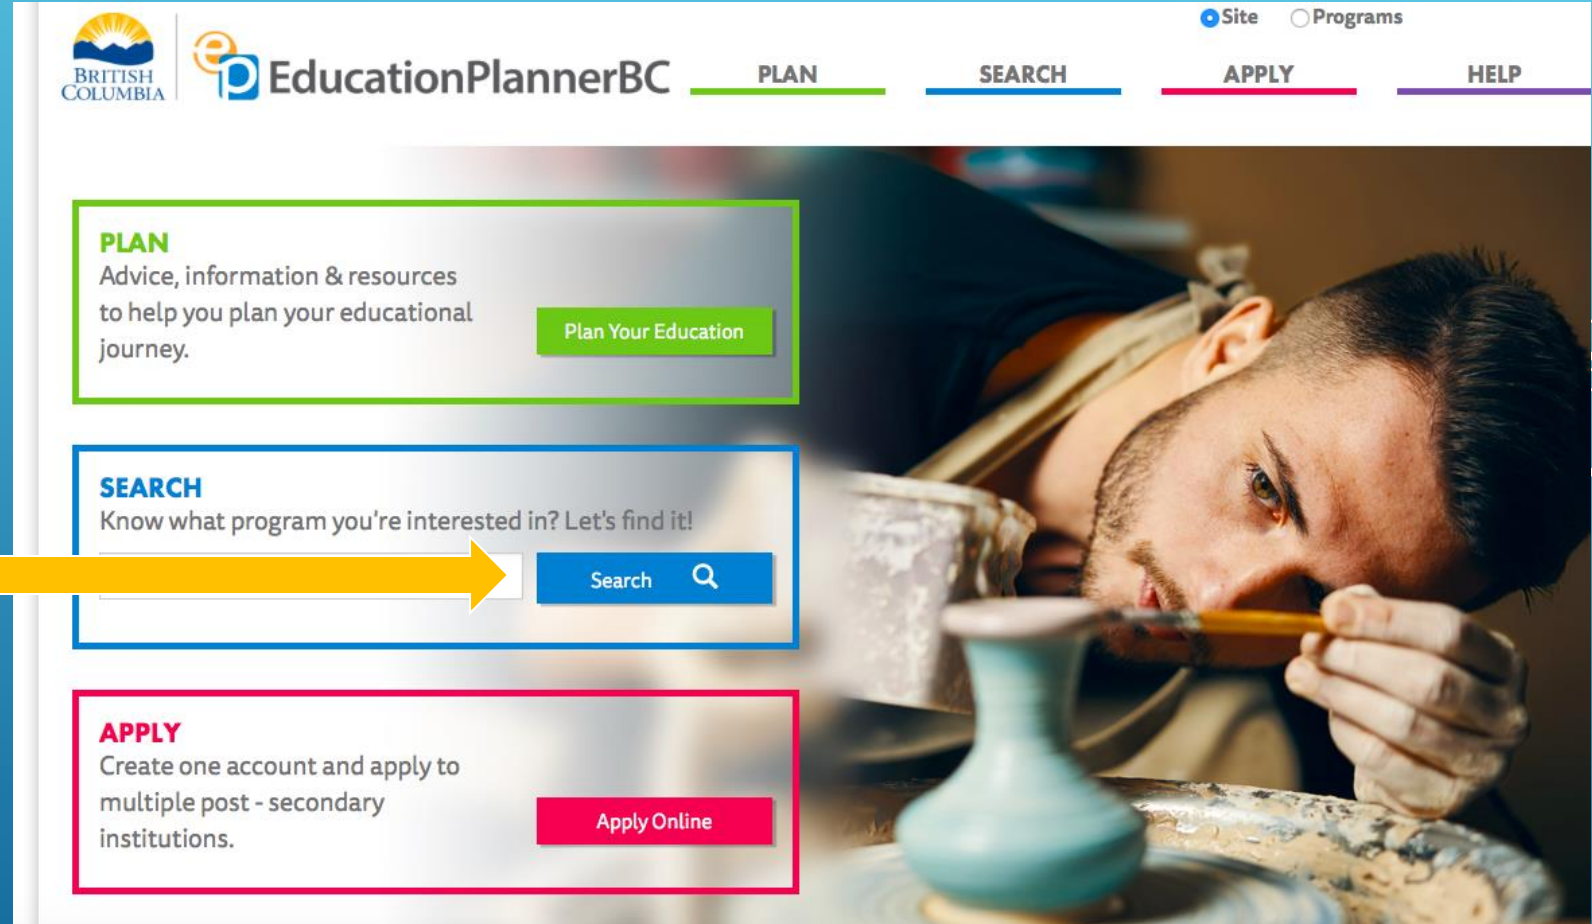 Site Programs
BRITISH
COLUMBIA
ep EducationPlannerBC
PLAN SEARCH APPLY HELP
PLAN
Advice, information & resources
to help you plan your educational
journey.
Plan Your Education
SEARCH
Know what program you're interested in? Let's find it!
Search
APPLY
Create one account and apply to
multiple post - secondary
institutions.
Apply Online